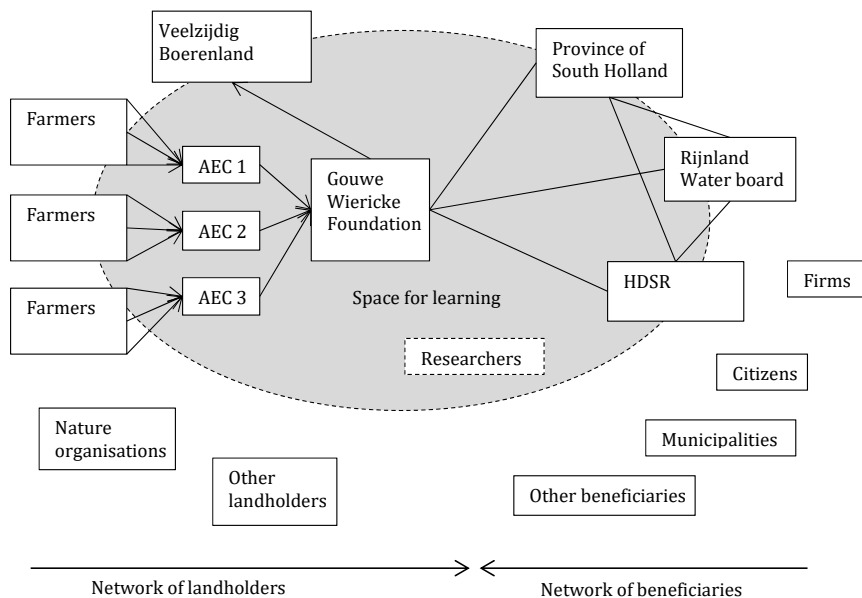 Veelzijdig
Boerenland
Province of
South Holland
Farmers
AEC 1
Gouwe
Wiericke
Foundation
Rijnland
Water board
Farmers
AEC 2
Farmers
AEC 3
Space for learning
HDSR
Firms
Researchers
Citizens
Nature
organisations
Municipalities
Other
landholders
Other beneficiaries
Network of landholders
Network of beneficiaries